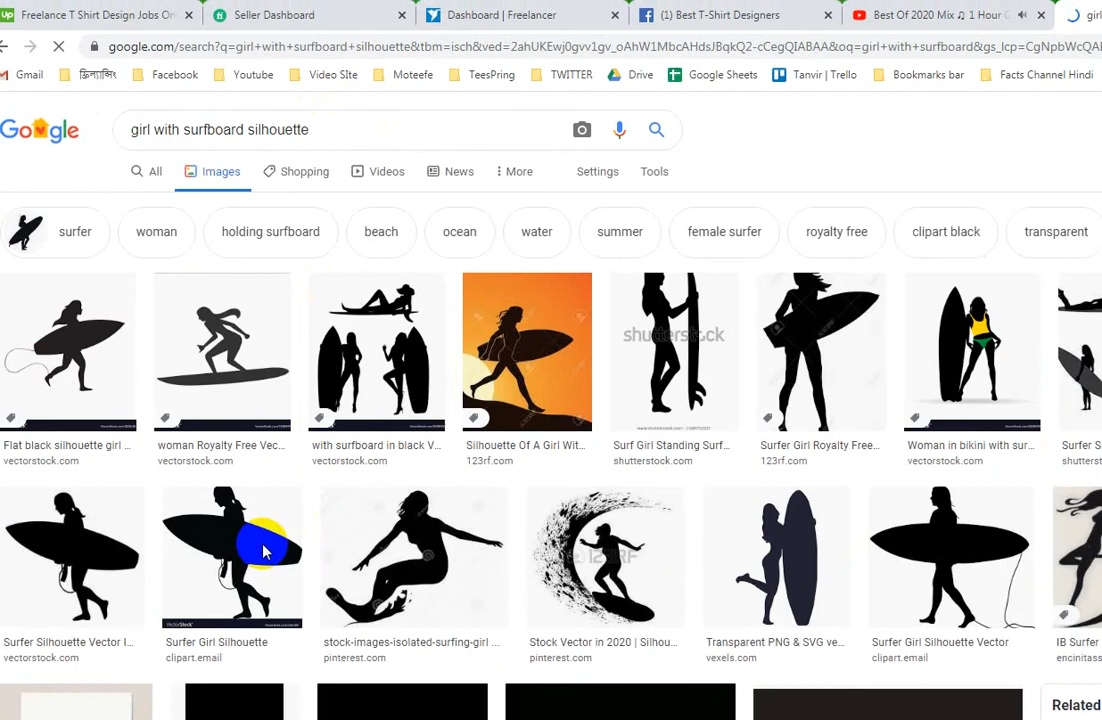 Up Freelance T Shirt Design Jobs On × fi Seller Dashboard × Dashboard | Freelancer × (1) Best T-Shirt Designers × Best Of 2020 Mix ♫ 1 Hour ×
google.com/search?q=girl+with+surfboard+silhouette&tbm=isch&ved=2ahUKEwj0gvv1gv_oAhW1MbcAHdsJBqkQ2-cCegQIABAA&oq=girl+with+surfboard&gs_lcp=CgNpbWcQA
Gmail ফ্রিল্যান্সিং Facebook Youtube Video SIte Moteefe TeesPring TWITTER Drive Google Sheets Tanvir | Trello Bookmarks bar Facts Channel Hindi
Google girl with surfboard silhouette
All Images Shopping Videos News More Settings Tools
surfer woman holding surfboard beach ocean water summer female surfer royalty free clipart black transparent
shutterstock
Flat black silhouette girl ... woman Royalty Free Vec... with surfboard in black V... Silhouette Of A Girl Wit... Surf Girl Standing Surf... Surfer Girl Royalty Free... Woman in bikini with sur... Surfer S
vectorstock.com vectorstock.com vectorstock.com 123rf.com shutterstock.com 123rf.com vectorstock.com shutters
123RF
VectorStock
Surfer Silhouette Vector I... Surfer Girl Silhouette stock-images-isolated-surfing-girl ... Stock Vector in 2020 | Silhou... Transparent PNG & SVG ve... Surfer Girl Silhouette Vector IB Surfer
vectorstock.com clipart.email pinterest.com pinterest.com vexels.com clipart.email encinitass
Related